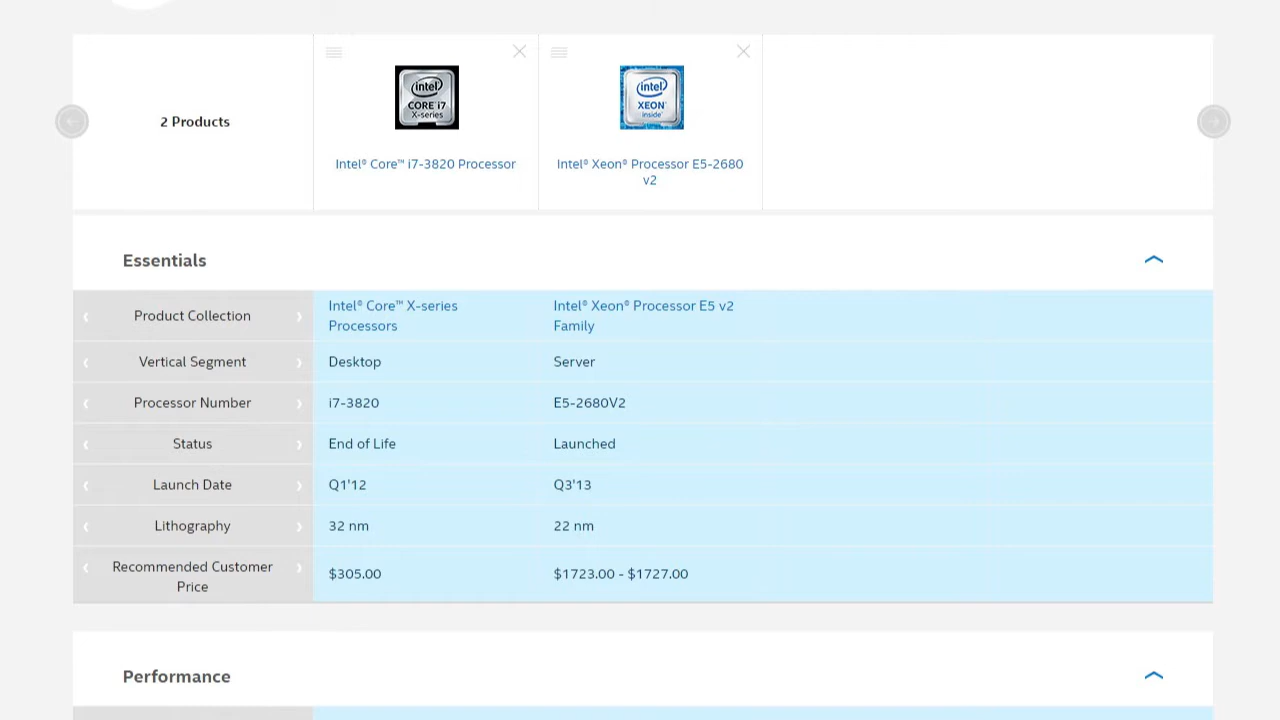 intel
CORE i7
X-series
intel
XEON
inside
2 Products
Intel® Core™ i7-3820 Processor
Intel® Xeon® Processor E5-2680
v2
Essentials
Product Collection
Intel® Core™ X-series
Processors
Intel® Xeon® Processor E5 v2
Family
Vertical Segment
Desktop
Server
Processor Number
i7-3820
E5-2680V2
Status
End of Life
Launched
Launch Date
Q1'12
Q3'13
Lithography
32 nm
22 nm
Recommended Customer
Price
$305.00
$1723.00 - $1727.00
Performance